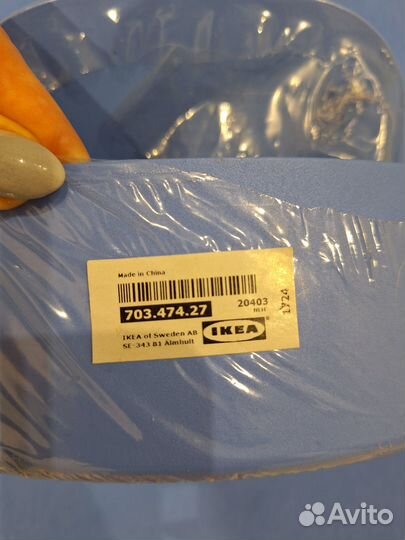 Made in China
703.474.27
20403
1724
IKEA of Sweden AB
SE-343 81 Älmhult
IKEA
Avito